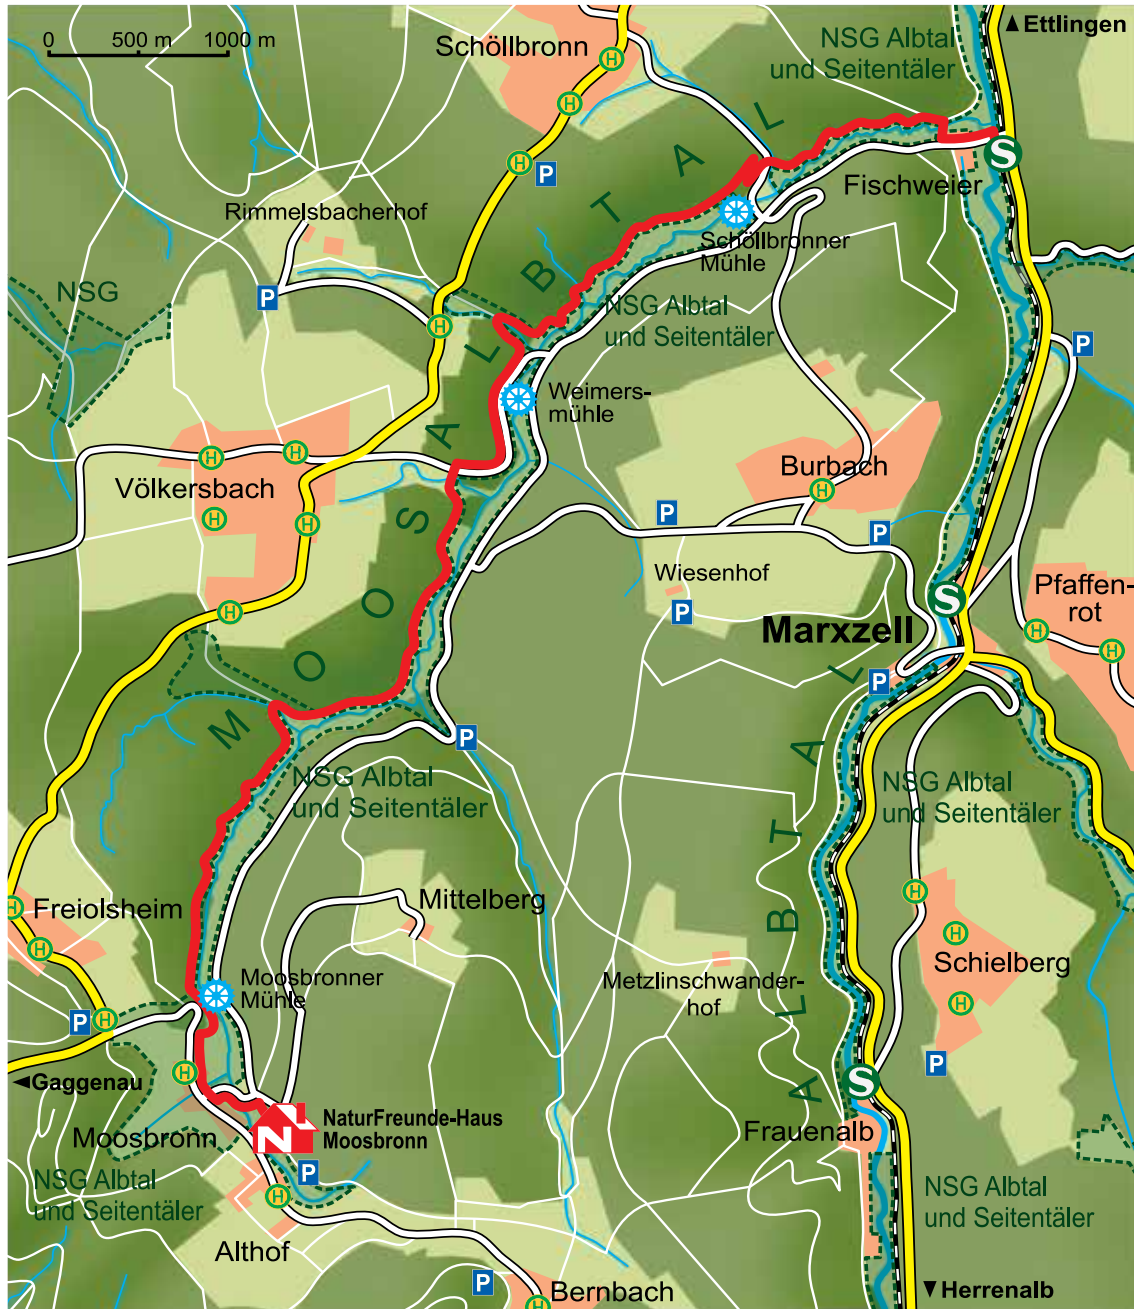 0 500 m 1000 m
Schöllbronn
NSG Albtal
und Seitentäler
Ettlingen
H
H
H
P
Rimmelsbacherhof
MOOSALBTAL
Fischweier
S
Schöllbronner
Mühle
NSG
P
H
NSG Albtal
und Seitentäler
P
Weimers-
mühle
H
H
Völkersbach
H
H
Burbach
H
P
P
Wiesenhof
P
H
Marxzell
S
Pfaffen-
rot
H
H
P
P
NSG Albtal
und Seitentäler
NSG Albtal
und Seitentäler
ALBTAL
H
Freiolsheim
H
Mittelberg
H
H
Schielberg
H
Moosbronner
Mühle
Metzlinschwander-
hof
P
H
P
Gaggenau
H
S
Moosbronn
N
NaturFreunde-Haus
Moosbronn
Frauenalb
P
NSG Albtal
und Seitentäler
H
NSG Albtal
und Seitentäler
Althof
P
Bernbach
H
Herrenalb